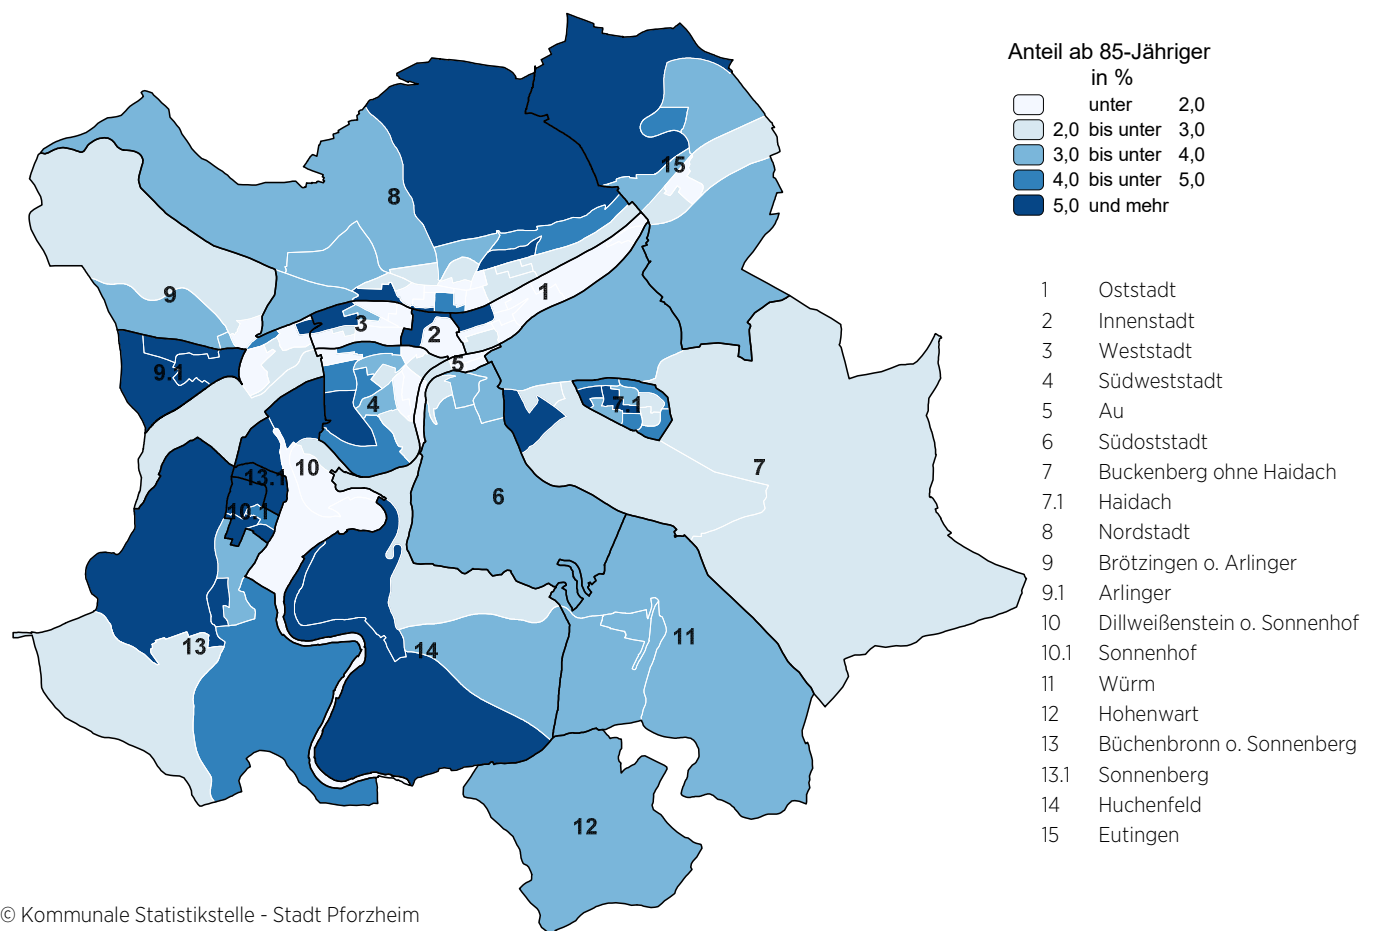 Anteil ab 85-Jähriger
in %
unter 2,0
2,0 bis unter 3,0
3,0 bis unter 4,0
4,0 bis unter 5,0
5,0 und mehr
1 Oststadt
2 Innenstadt
3 Weststadt
4 Südweststadt
5 Au
6 Südoststadt
7 Buckenberg ohne Haidach
7.1 Haidach
8 Nordstadt
9 Brötzingen o. Arlinger
9.1 Arlinger
10 Dillweißenstein o. Sonnenhof
10.1 Sonnenhof
11 Würm
12 Hohenwart
13 Büchenbronn o. Sonnenberg
13.1 Sonnenberg
14 Huchenfeld
15 Eutingen
15
8
9
1
3
2
5
9.1
4
7.1
10
7
13.1
6
10.1
11
13
14
12
© Kommunale Statistikstelle - Stadt Pforzheim